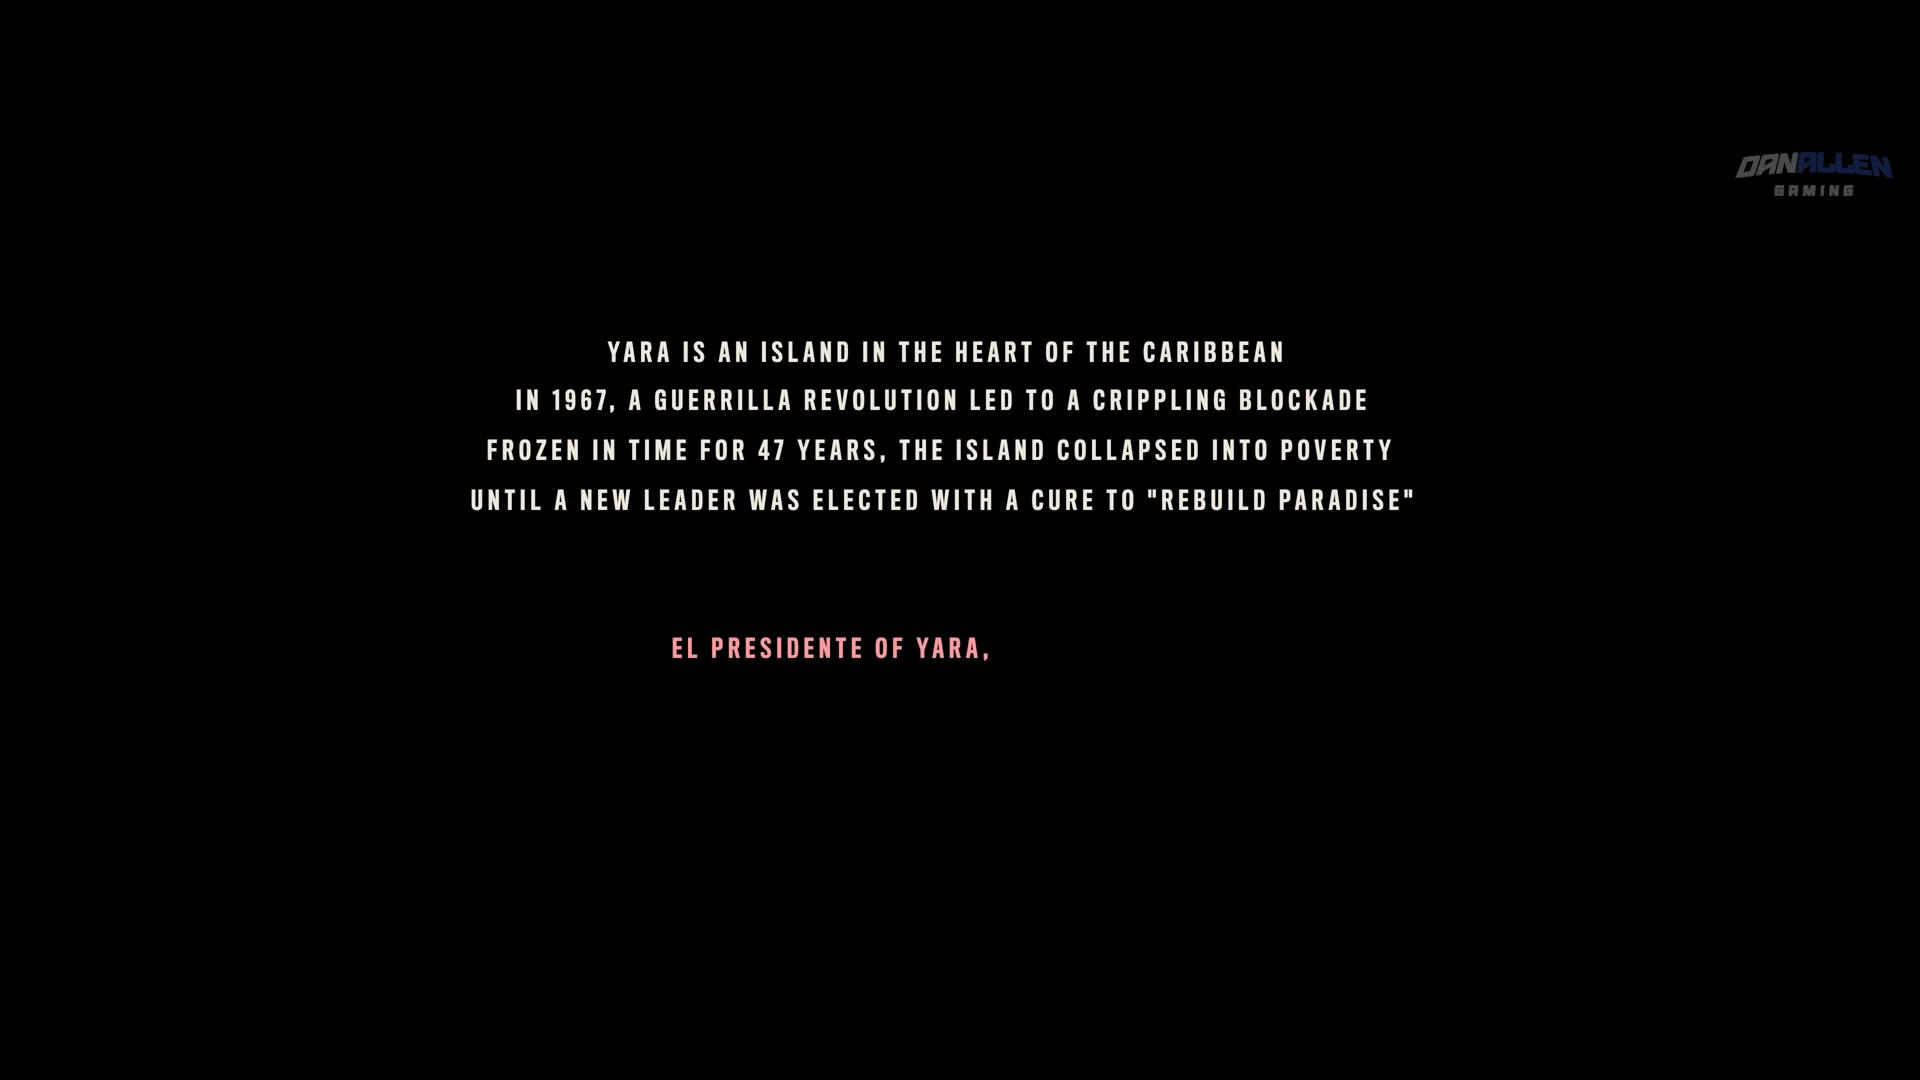 DANALLEN
GAMING
YARA IS AN ISLAND IN THE HEART OF THE CARIBBEAN
IN 1967, A GUERRILLA REVOLUTION LED TO A CRIPPLING BLOCKADE
FROZEN IN TIME FOR 47 YEARS, THE ISLAND COLLAPSED INTO POVERTY
UNTIL A NEW LEADER WAS ELECTED WITH A CURE TO "REBUILD PARADISE"
EL PRESIDENTE OF YARA,